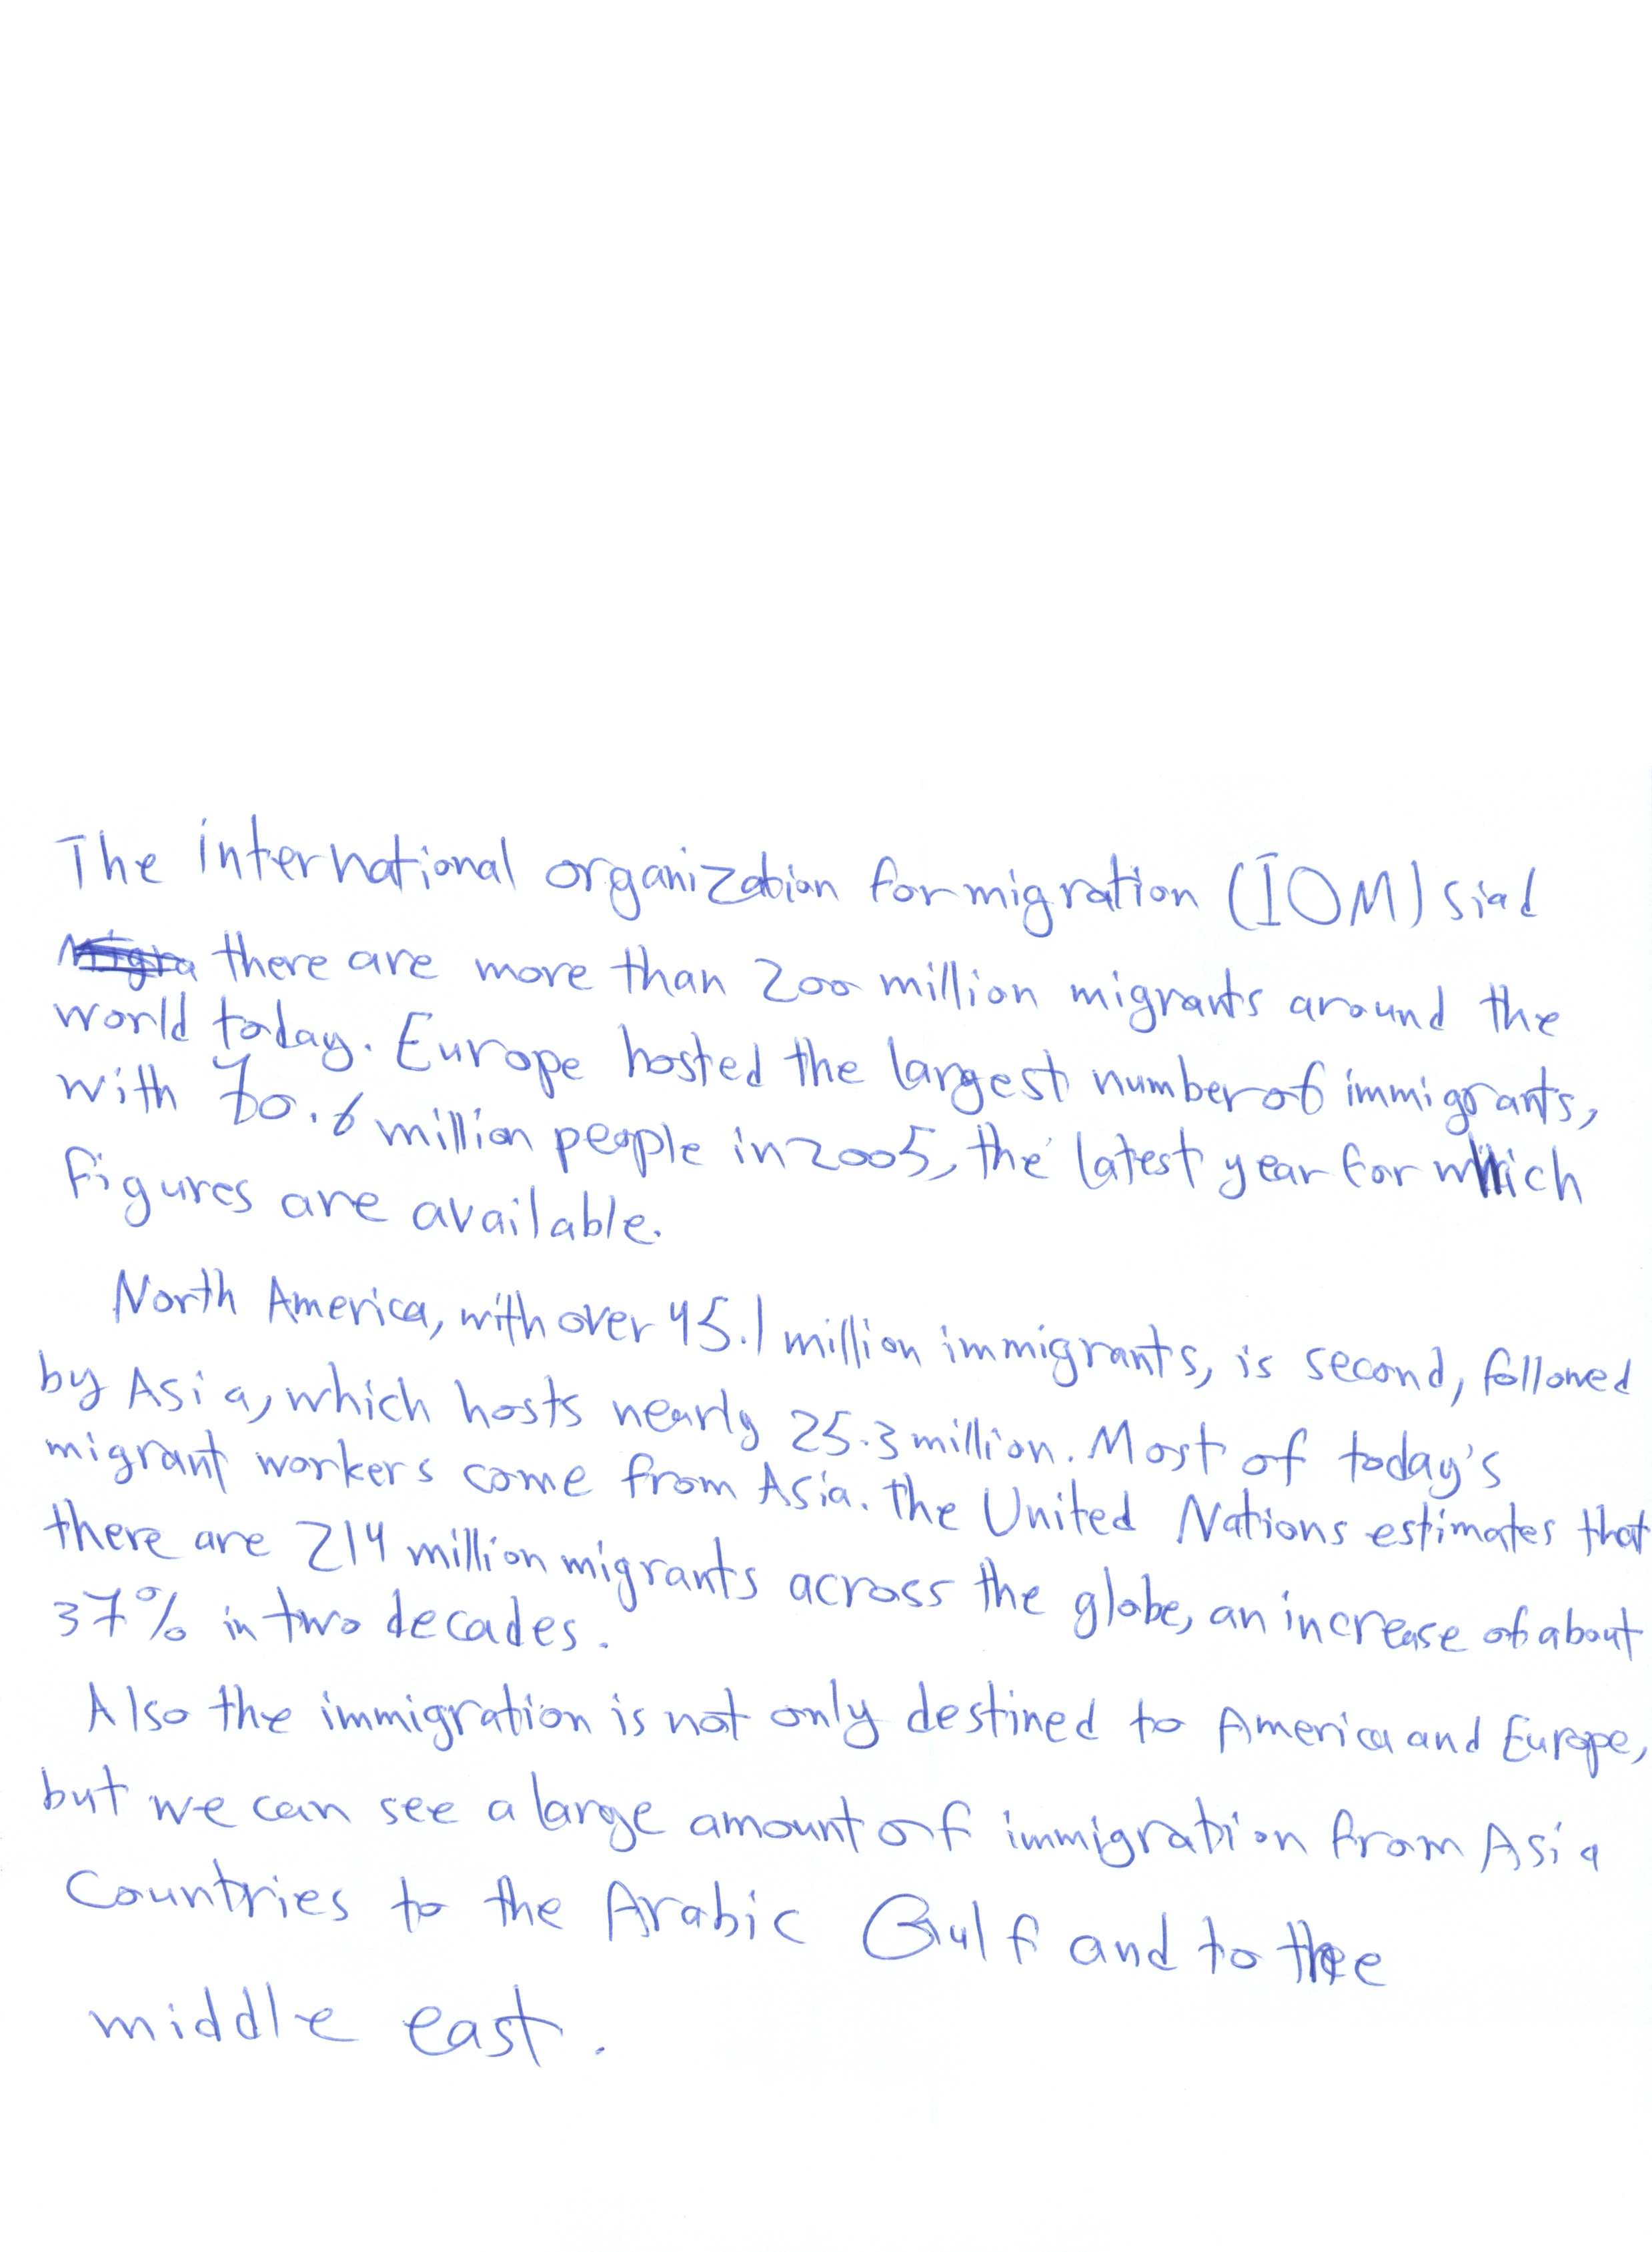 The international organization for migration (IOM) siad
there are more than 200 million migrants around the
world today. Europe hosted the largest number of immigrants,
with 70.6 million people in 2005, the latest year for which
figures are available.
North America, with over 45.1 million immigrants, is second, followed
by Asia, which hosts nearly 25.3 million. Most of today's
migrant workers come from Asia. the United Nations estimates that
there are 214 million migrants across the globe, an increase of about
37% in two decades.
Also the immigration is not only destined to America and Europe,
but we can see a large amount of immigration from Asia
Countries to the Arabic Gulf and to the
middle east.